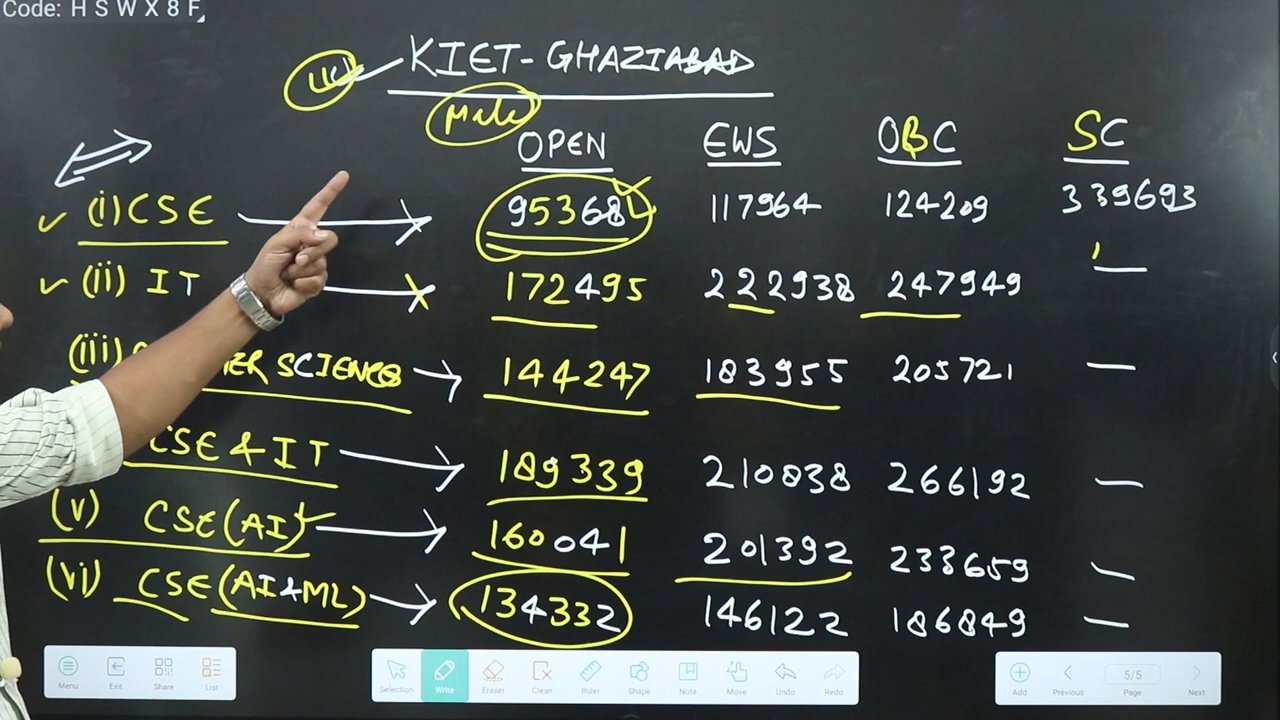 Code: H S W X 8 F
KIET-GHAZIABAD
Male
OPEN EWS OBC SC
(i) CSE 95368 117964 124209 339693
(ii) IT 172495 222938 247949 —
(iii) SCIENCE 144247 183955 205721 —
CSE & IT 189339 210838 266192 —
(v) CSE(AI) 160041 201392 233659 —
(vi) CSE(AI&ML) 134332 146122 186849 —
Menu Exit Share List Selection Write Eraser Clean Ruler Shape Note Move Undo Redo Add Previous 5/5 Page Next